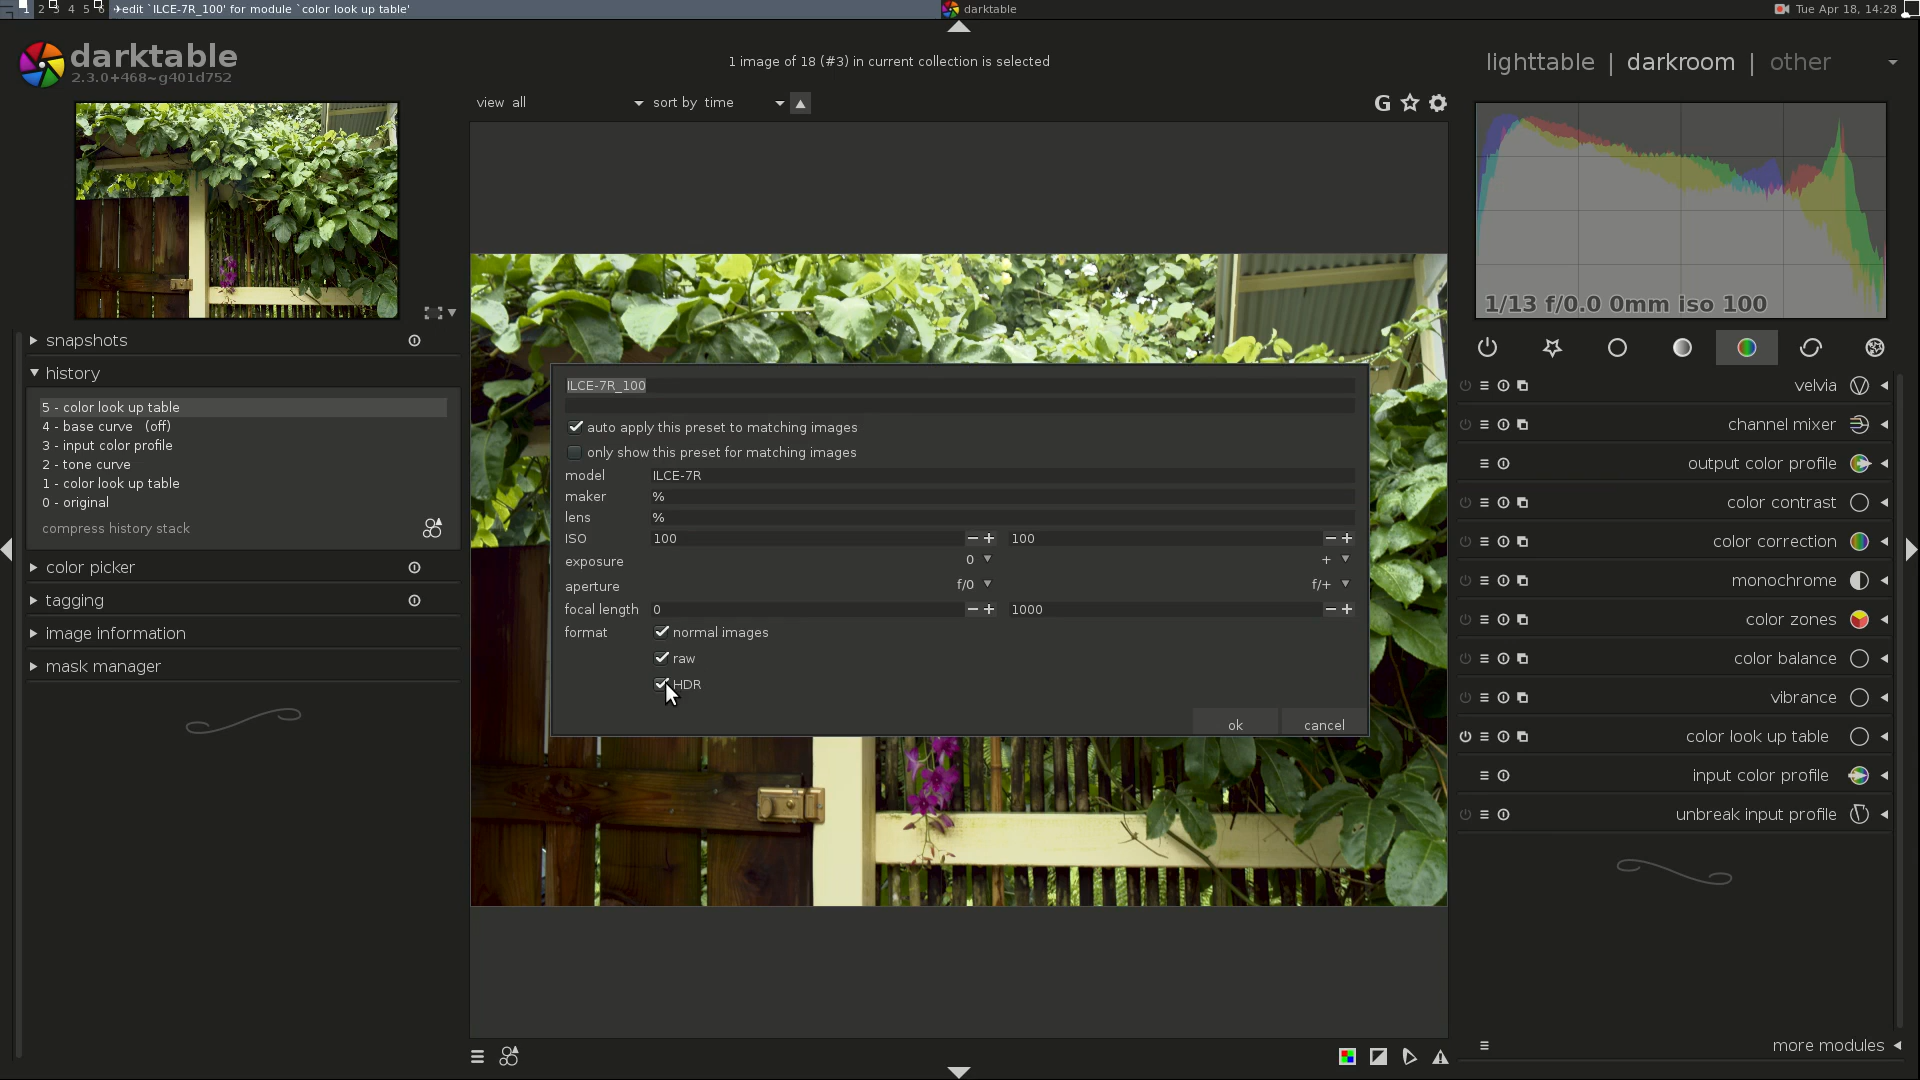 1 2 3 4 5 6 ✈edit `ILCE-7R_100' for module `color look up table'
darktable
Tue Apr 18, 14:28
darktable
2.3.0+468~g401d752
1 image of 18 (#3) in current collection is selected
lighttable | darkroom | other
view all
sort by time
G
1/13 f/0.0 0mm iso 100
snapshots
history
5 - color look up table
4 - base curve (off)
3 - input color profile
2 - tone curve
1 - color look up table
0 - original
compress history stack
color picker
tagging
image information
mask manager
ILCE-7R_100
auto apply this preset to matching images
only show this preset for matching images
model ILCE-7R
maker %
lens %
ISO 100 100
exposure 0 +
aperture f/0 f/+
focal length 0 1000
format normal images
raw
HDR
ok cancel
velvia
channel mixer
output color profile
color contrast
color correction
monochrome
color zones
color balance
vibrance
color look up table
input color profile
unbreak input profile
more modules